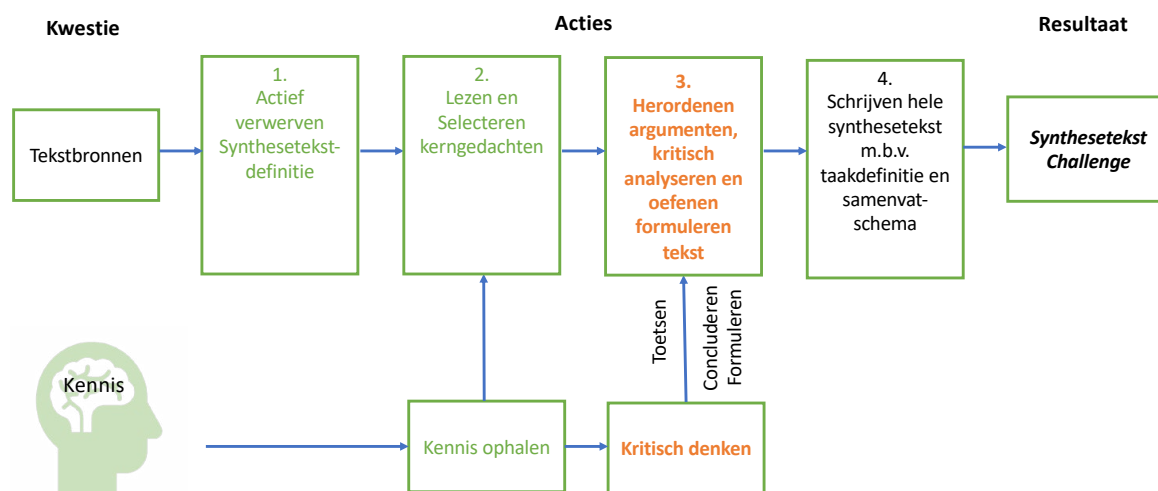 Kwestie
Acties
Resultaat
Tekstbronnen
1.
Actief
verwerven
Synthesetekst-
definitie
2.
Lezen en
Selecteren
kerngedachten
3.
Herordenen
argumenten,
kritisch
analyseren en
oefenen
formuleren
tekst
4.
Schrijven hele
synthesetekst
m.b.v.
taakdefinitie en
samenvat-
schema
Synthesetekst
Challenge
Toetsen
Concluderen
Formuleren
Kennis
Kennis ophalen
Kritisch denken